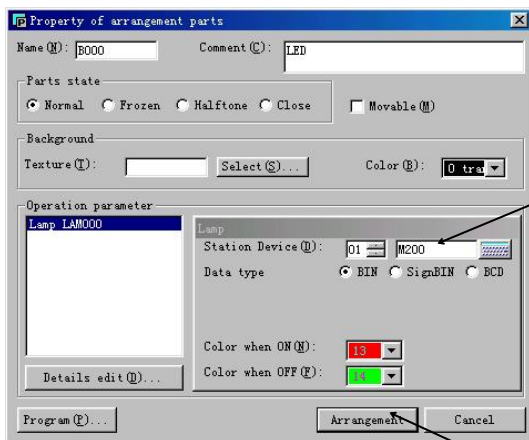 Property of arrangement parts
Name(N): B000 Comment(C): LED
Parts state
Normal Frozen Halftone Close Movable(M)
Background
Texture(T): Select(S)... Color(B): 0 tra
Operation parameter
Lamp LAM000
Lamp
Station Device(D): 01 M200
Data type BIN SignBIN BCD
Color when ON(N): 13
Color when OFF(F): 14
Details edit(D)...
Program(P)... Arrangement Cancel